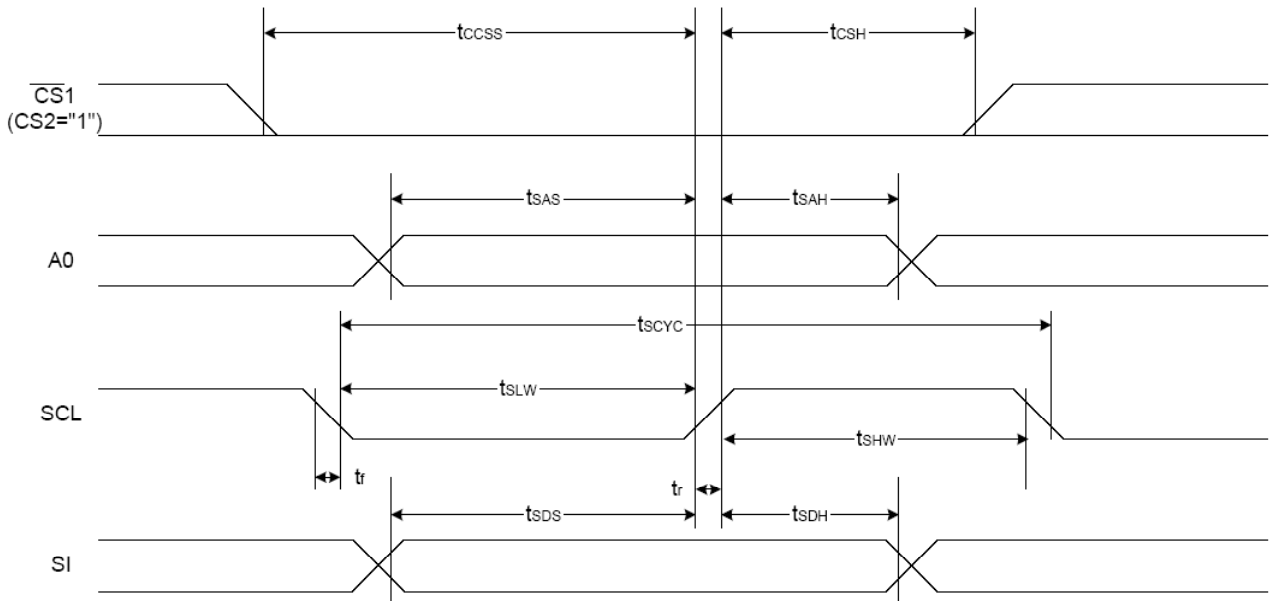 tCCSS
tCSH
CS1
(CS2="1")
tSAS
tSAH
A0
tSCYC
tSLW
SCL
tSHW
tf
tr
tSDS
tSDH
SI